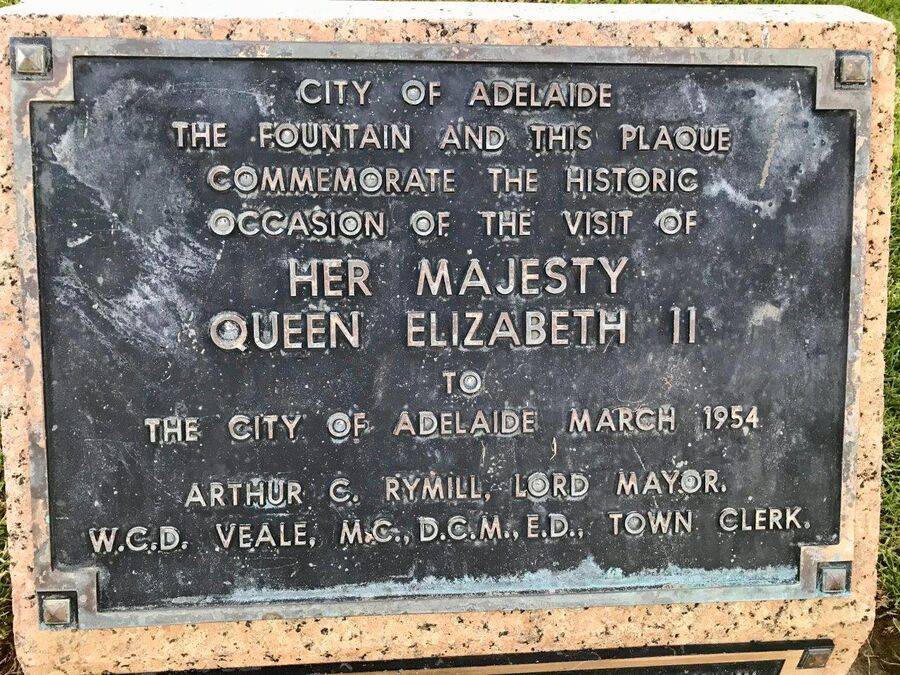 CITY OF ADELAIDE
THE FOUNTAIN AND THIS PLAQUE
COMMEMORATE THE HISTORIC
OCCASION OF THE VISIT OF
HER MAJESTY
QUEEN ELIZABETH II
TO
THE CITY OF ADELAIDE MARCH 1954
ARTHUR C. RYMILL, LORD MAYOR.
W.C.D. VEALE, M.C., D.C.M., E.D., TOWN CLERK.